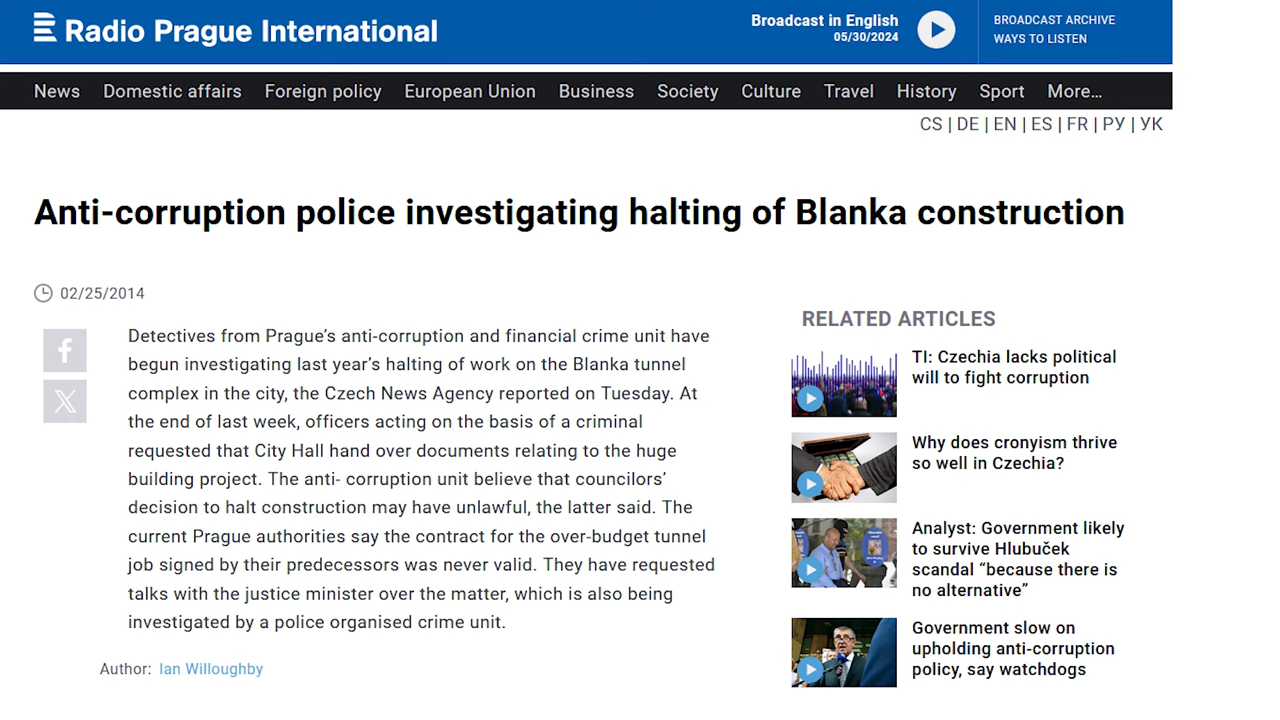 Radio Prague International
Broadcast in English
05/30/2024
BROADCAST ARCHIVE
WAYS TO LISTEN
News Domestic affairs Foreign policy European Union Business Society Culture Travel History Sport More...
CS | DE | EN | ES | FR | РУ | УК
Anti-corruption police investigating halting of Blanka construction
02/25/2014
Detectives from Prague’s anti-corruption and financial crime unit have
begun investigating last year’s halting of work on the Blanka tunnel
complex in the city, the Czech News Agency reported on Tuesday. At
the end of last week, officers acting on the basis of a criminal
requested that City Hall hand over documents relating to the huge
building project. The anti- corruption unit believe that councilors’
decision to halt construction may have unlawful, the latter said. The
current Prague authorities say the contract for the over-budget tunnel
job signed by their predecessors was never valid. They have requested
talks with the justice minister over the matter, which is also being
investigated by a police organised crime unit.
Author: Ian Willoughby
RELATED ARTICLES
TI: Czechia lacks political
will to fight corruption
Why does cronyism thrive
so well in Czechia?
Analyst: Government likely
to survive Hlubuček
scandal “because there is
no alternative”
Government slow on
upholding anti-corruption
policy, say watchdogs